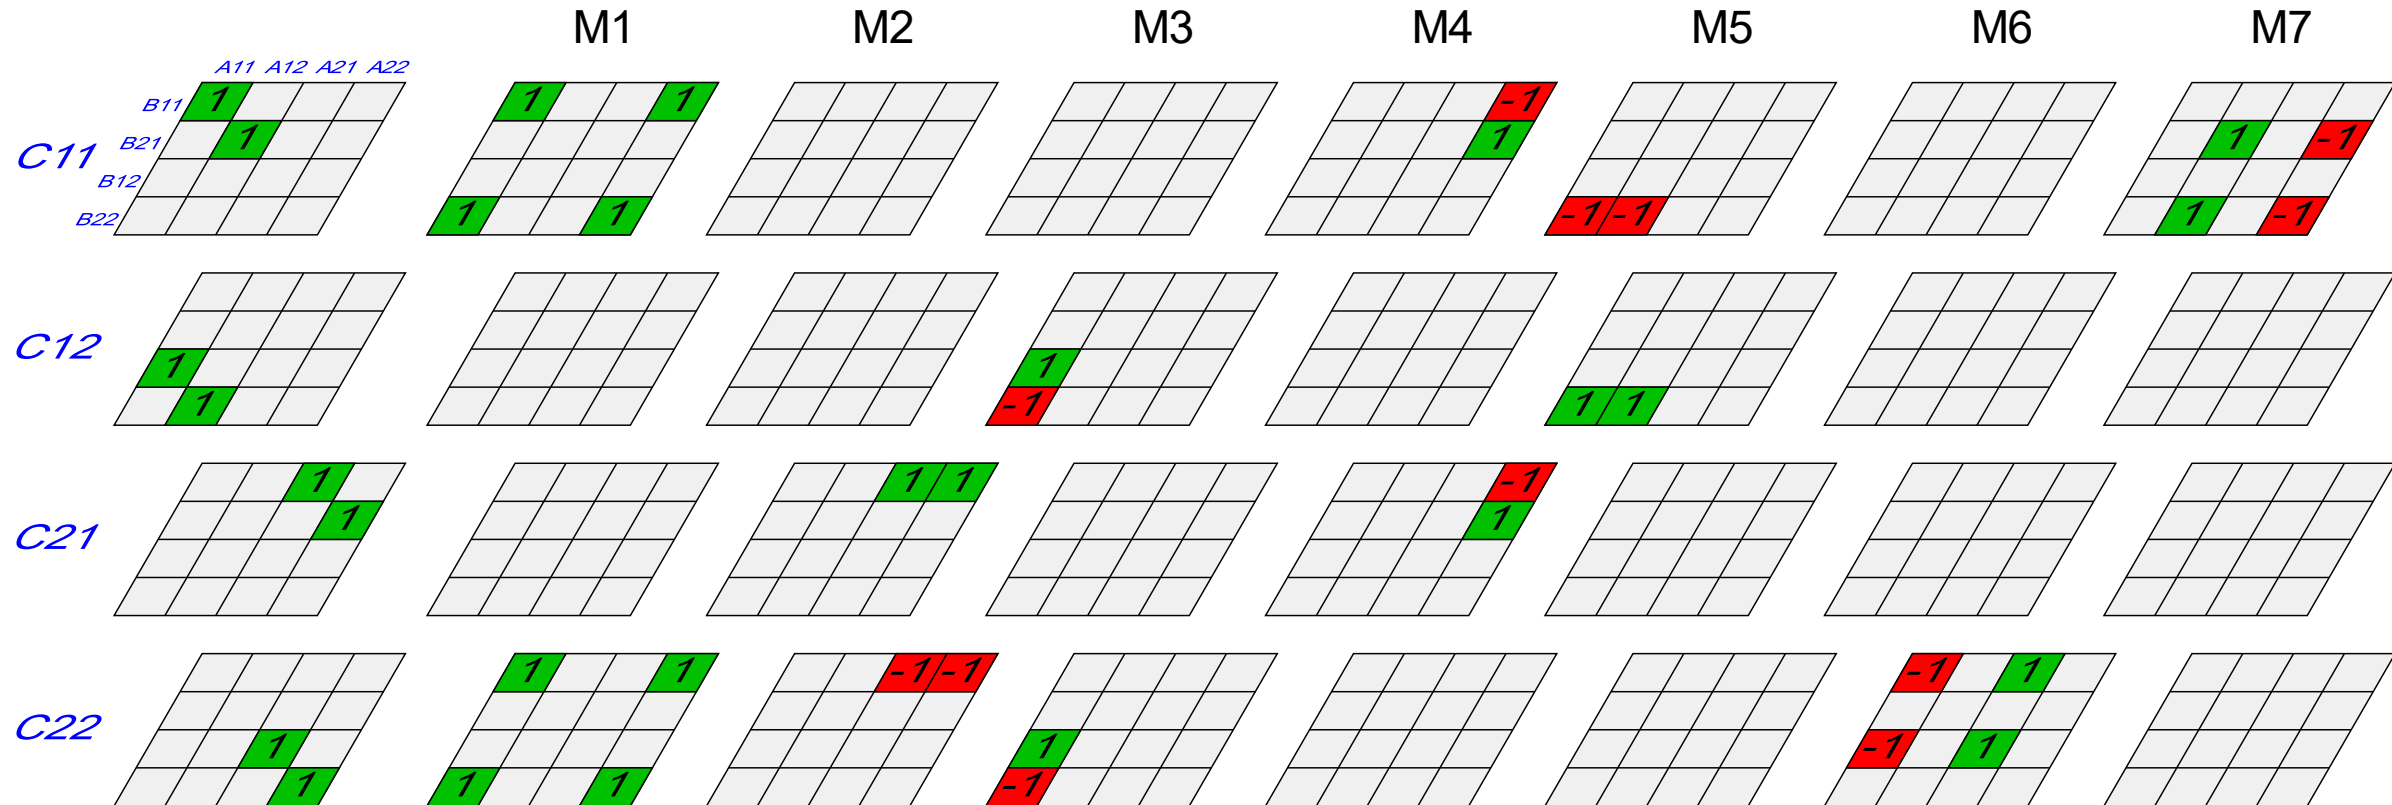 M1 M2 M3 M4 M5 M6 M7
A11 A12 A21 A22
B11 1 1 1 -1
C11 B21 1 1 1 -1
B12
B22 1 1 -1 -1 1 -1
C12
1 1
1 -1 1 1
C21
1 1 1 -1
1 1
C22
1 1 -1 -1 -1 1
1 1 -1 1
1 1 1 -1